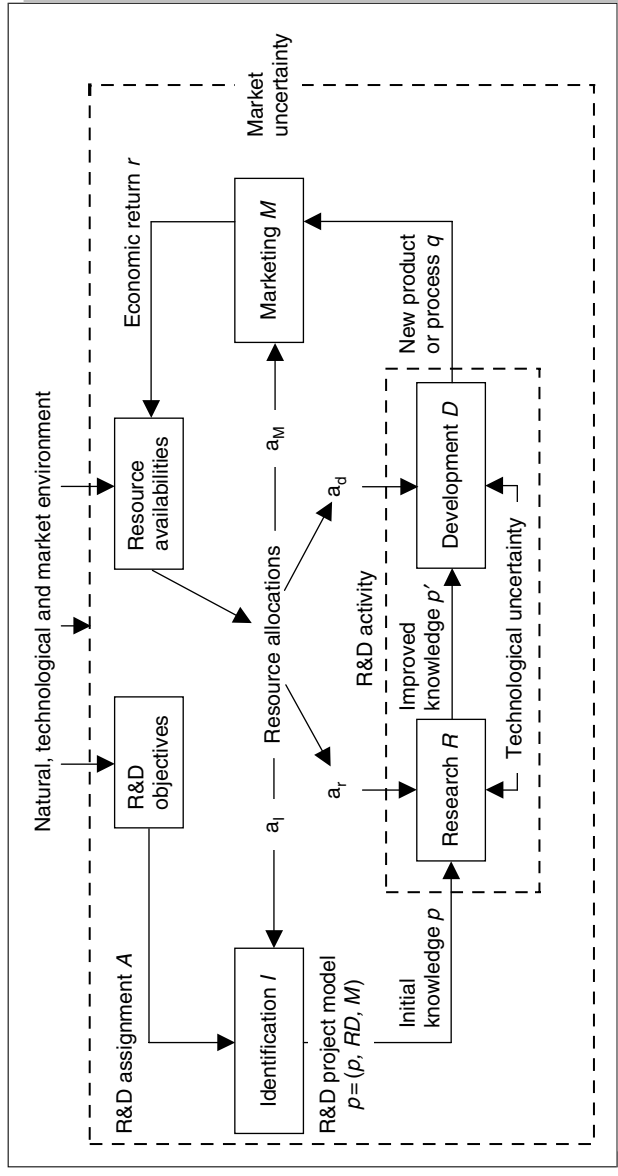 Natural, technological and market environment
R&D assignment A
R&D
objectives
Resource
availabilities
Economic return r
Identification I
a_I
Resource allocations
a_M
Marketing M
Market
uncertainty
R&D project model
p = (p, RD, M)
a_r
a_d
R&D activity
Initial
knowledge p
Research R
Improved
knowledge p′
Development D
New product
or process q
Technological uncertainty